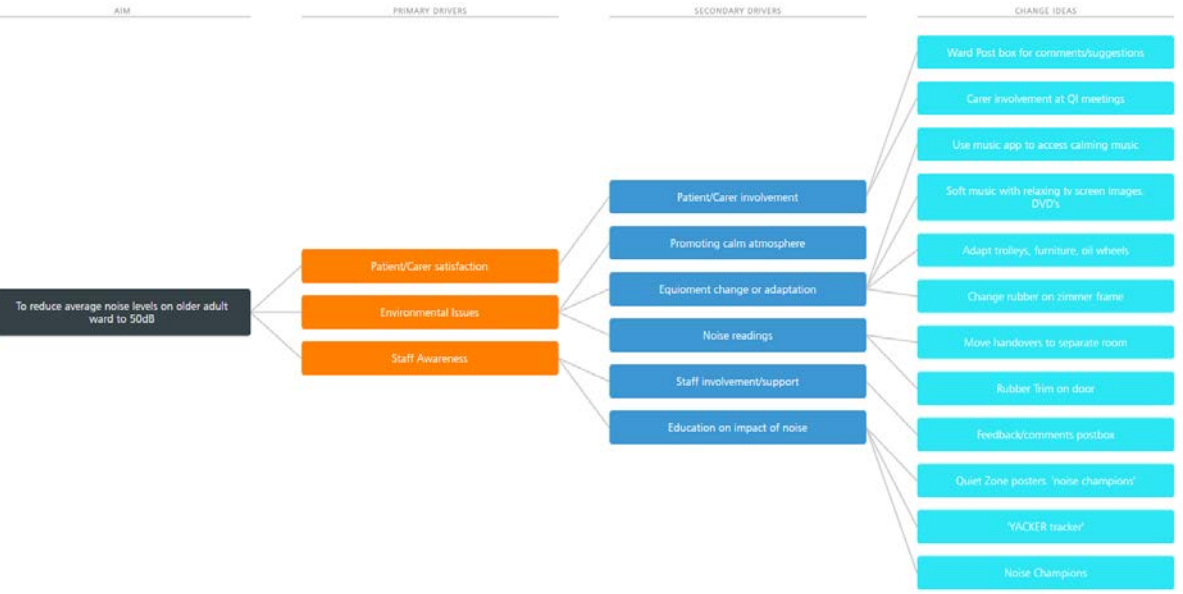 AIM
PRIMARY DRIVERS
SECONDARY DRIVERS
CHANGE IDEAS
To reduce average noise levels on older adult
ward to 50dB
Patient/Carer satisfaction
Environmental Issues
Staff Awareness
Patient/Carer involvement
Promoting calm atmosphere
Equioment change or adaptation
Noise readings
Staff involvement/support
Education on impact of noise
Ward Post box for comments/suggestions
Carer involvement at QI meetings
Use music app to access calming music
Soft music with relaxing tv screen images.
DVD's
Adapt trolleys, furniture, oil wheels
Change rubber on zimmer frame
Move handovers to separate room
Rubber Trim on door
Feedback/comments postbox
Quiet Zone posters 'noise champions'
'YACKER tracker'
Noise Champions